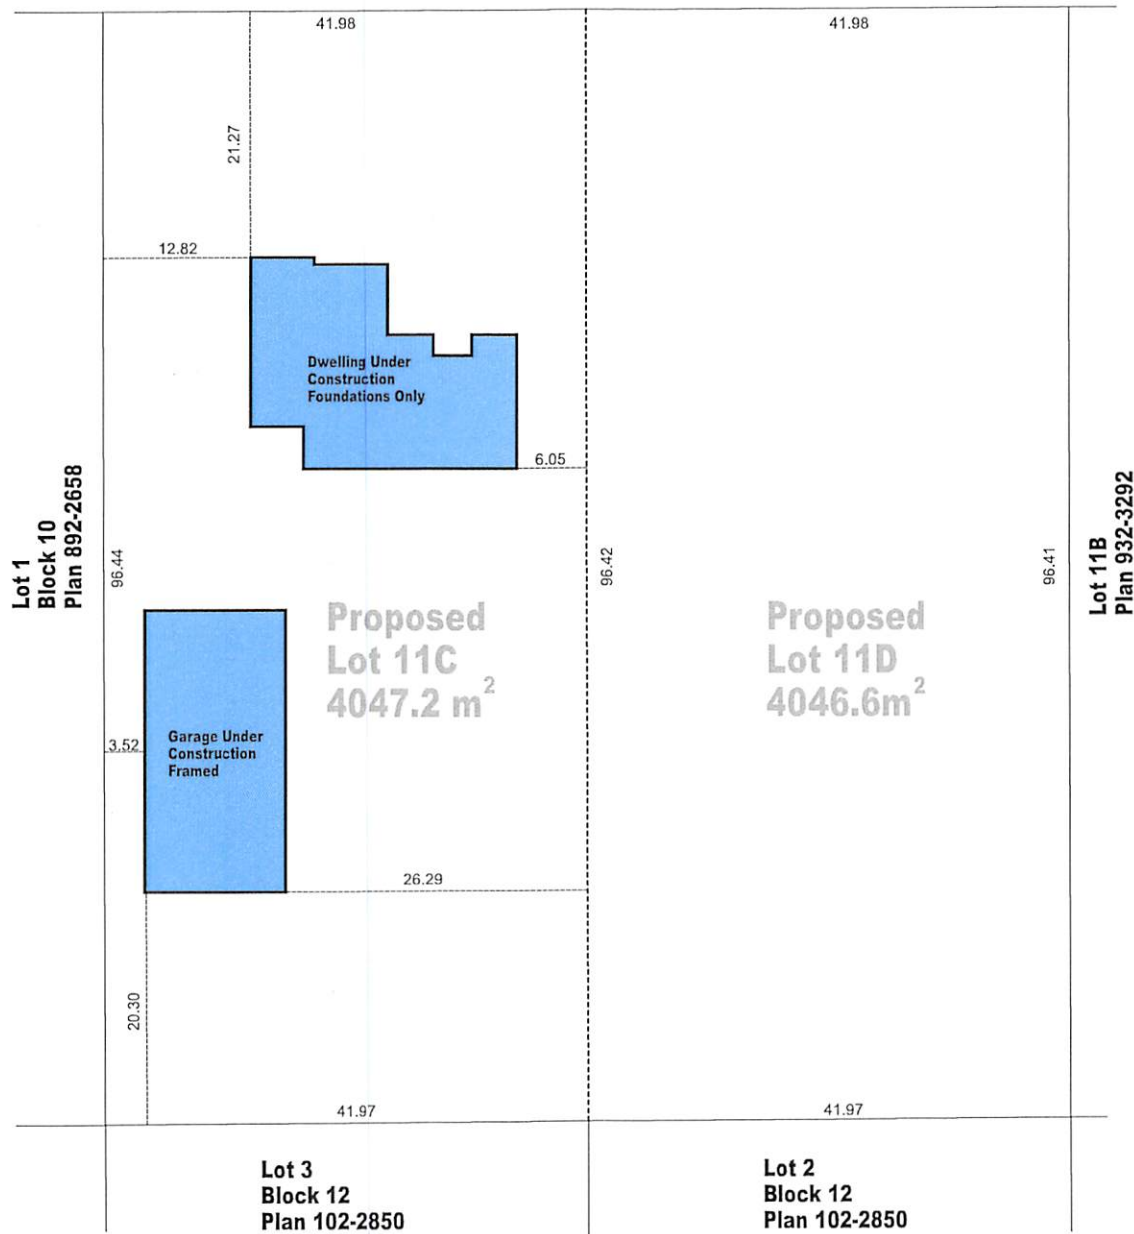 41.98
41.98
21.27
12.82
Dwelling Under
Construction
Foundations Only
6.05
Lot 1
Block 10
Plan 892-2658
96.44
96.42
96.41
Lot 11B
Plan 932-3292
Proposed
Lot 11C
4047.2 m²
Proposed
Lot 11D
4046.6m²
3.52
Garage Under
Construction
Framed
26.29
20.30
41.97
41.97
Lot 3
Block 12
Plan 102-2850
Lot 2
Block 12
Plan 102-2850